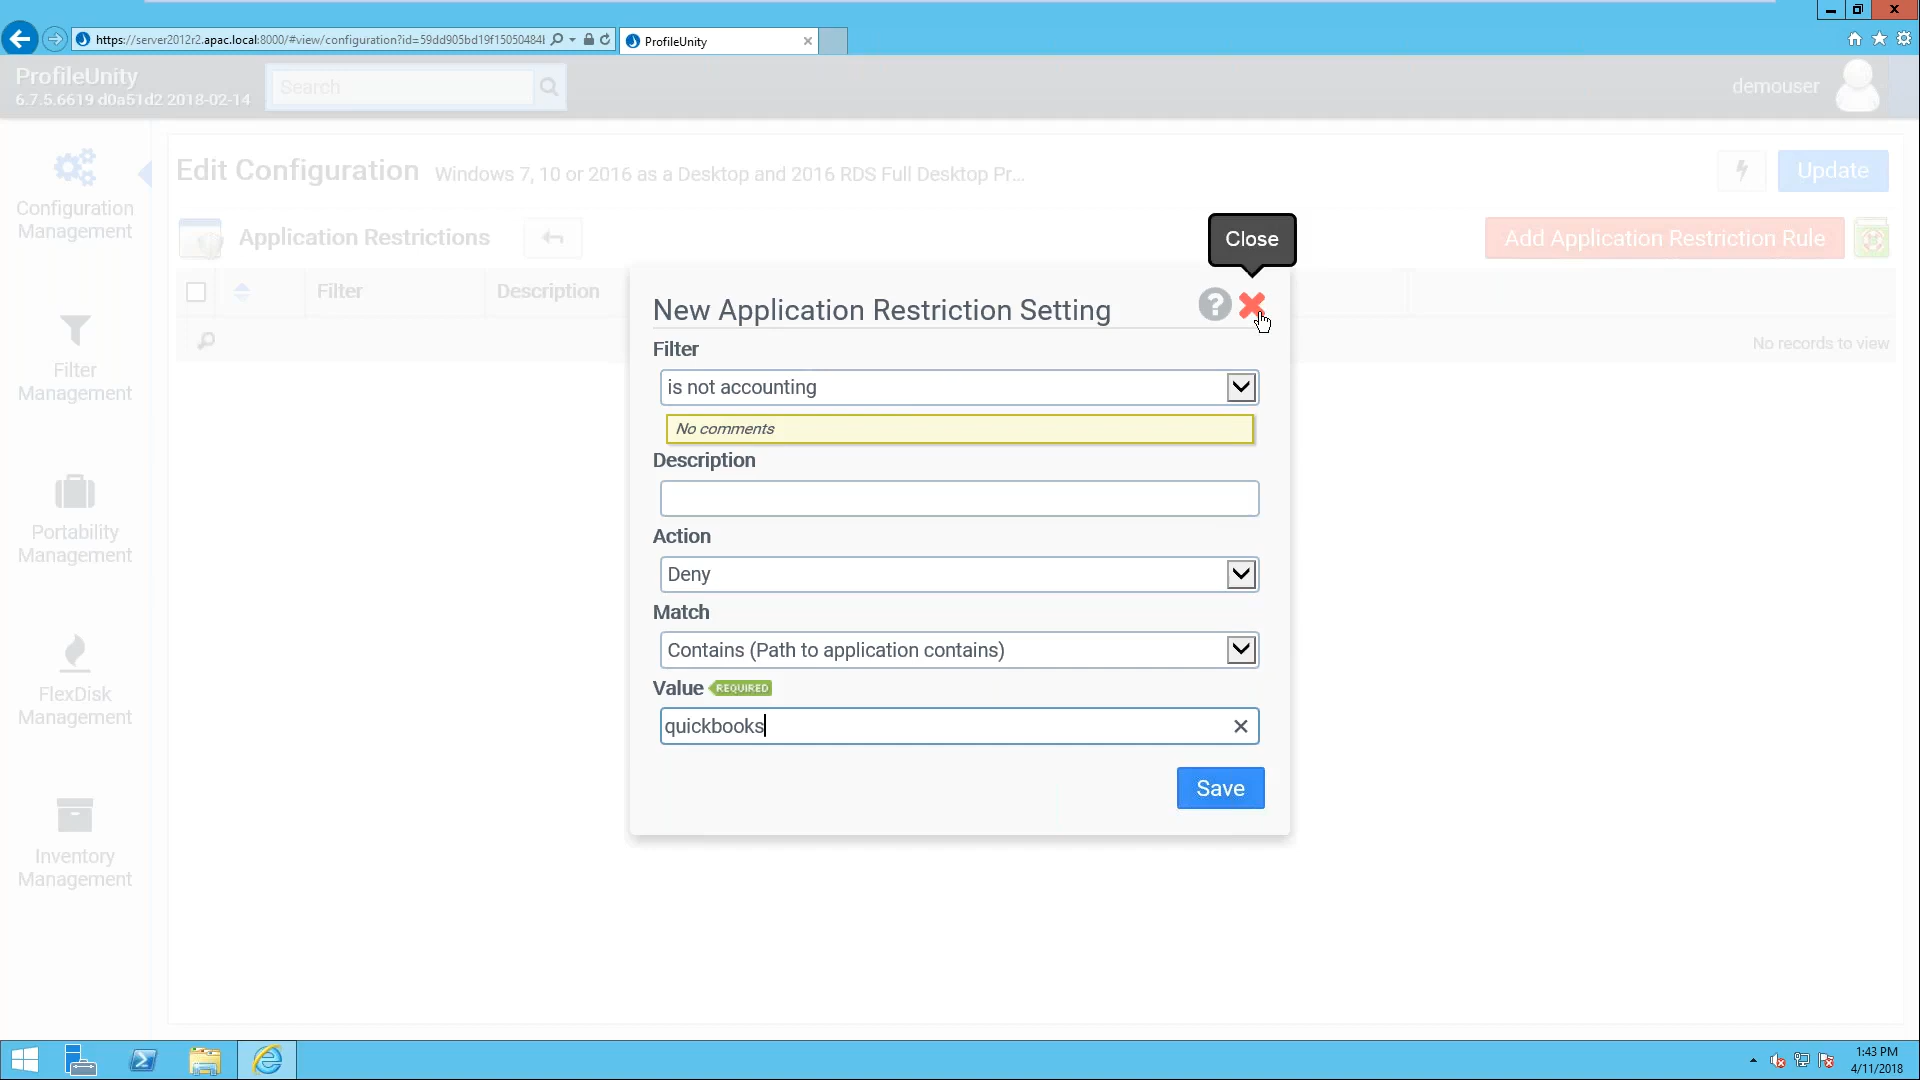 https://server2012r2.apac.local:8000/#view/configuration?id=59dd905bd19f15050484
ProfileUnity
ProfileUnity
6.7.5.6619 d0a51d2 2018-02-14
Search
demouser
Configuration
Management
Edit Configuration
Windows 7, 10 or 2016 as a Desktop and 2016 RDS Full Desktop Pr...
Update
Application Restrictions
Close
Add Application Restriction Rule
Filter
Description
No records to view
New Application Restriction Setting
Filter
is not accounting
No comments
Description
Action
Deny
Match
Contains (Path to application contains)
Value REQUIRED
quickbooks
Save
Filter
Management
Portability
Management
FlexDisk
Management
Inventory
Management
1:43 PM
4/11/2018